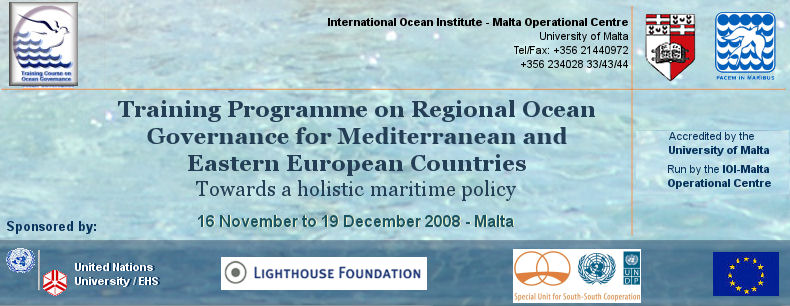 Training Course on
Ocean Governance
International Ocean Institute - Malta Operational Centre
University of Malta
Tel/Fax: +356 21440972
+356 234028 33/43/44
PACEM IN MARIBUS
Training Programme on Regional Ocean
Governance for Mediterranean and
Eastern European Countries
Towards a holistic maritime policy
16 November to 19 December 2008 - Malta
Accredited by the
University of Malta
Run by the IOI-Malta
Operational Centre
Sponsored by:
United Nations
University / EHS
LIGHTHOUSE FOUNDATION
U N
D P
Special Unit for South-South Cooperation